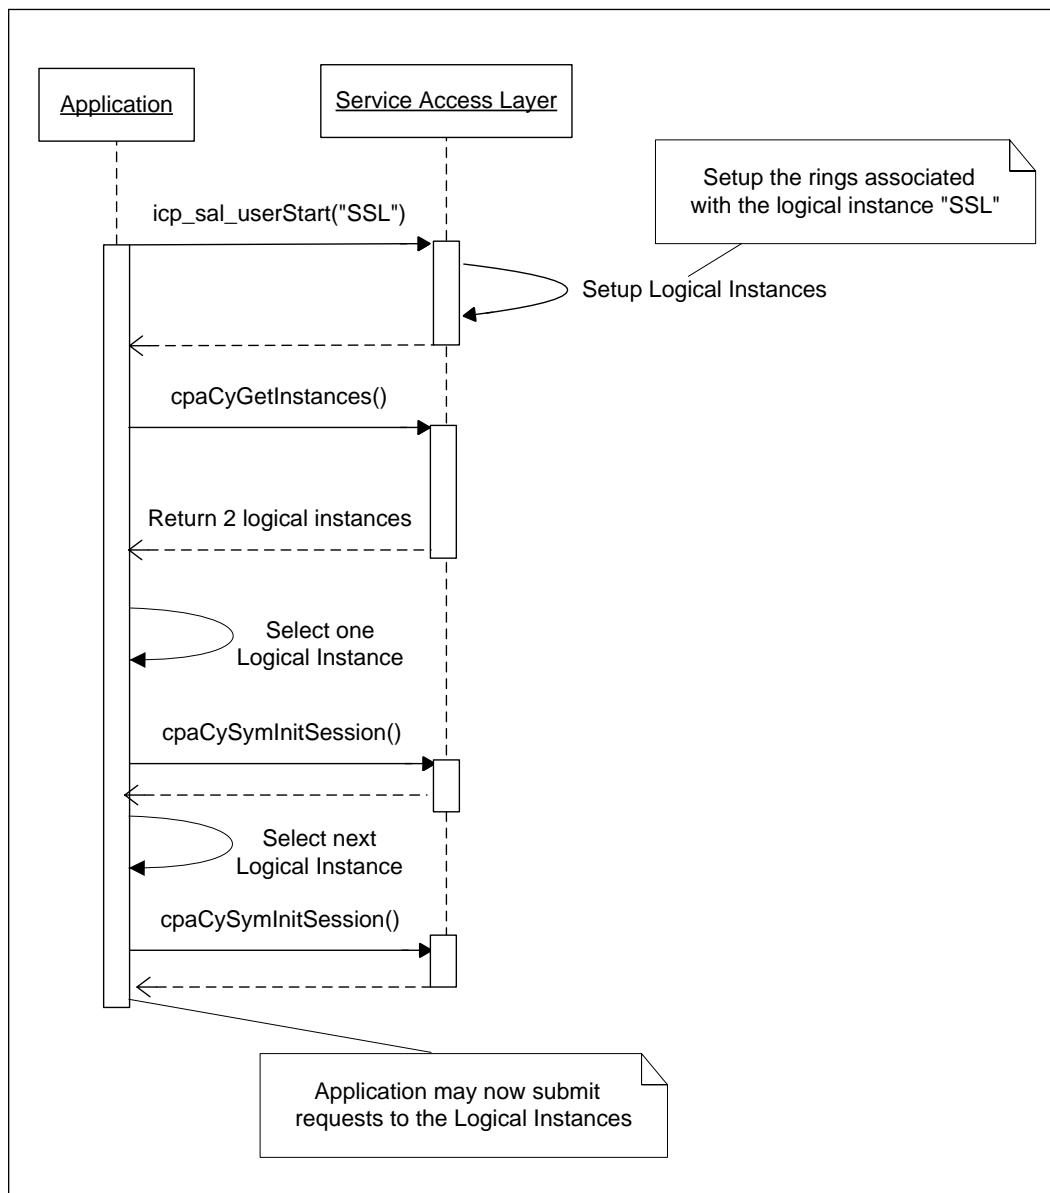 Application
Service Access Layer
Setup the rings associated
with the logical instance "SSL"
icp_sal_userStart("SSL")
Setup Logical Instances
cpaCyGetInstances()
Return 2 logical instances
Select one
Logical Instance
cpaCySymInitSession()
Select next
Logical Instance
cpaCySymInitSession()
Application may now submit
requests to the Logical Instances